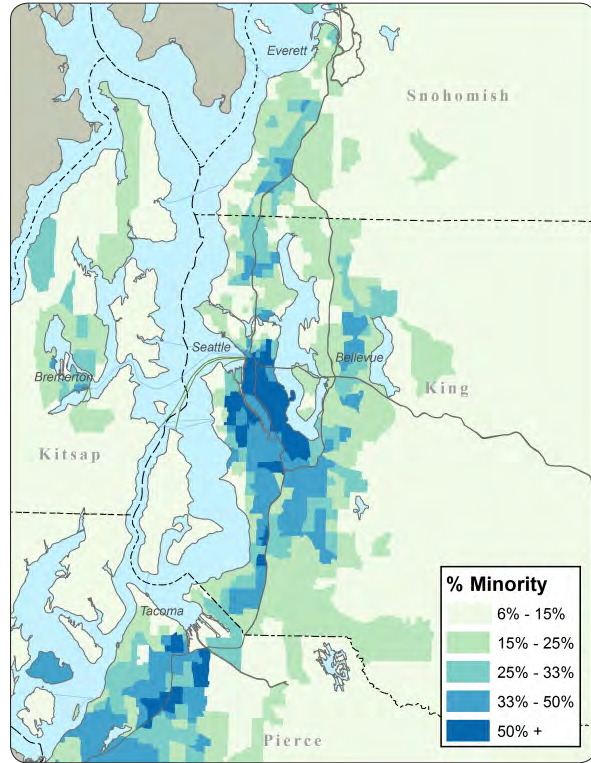 Everett
Snohomish
Seattle
Bellevue
Bremerton
King
Kitsap
Tacoma
Pierce
% Minority
6% - 15%
15% - 25%
25% - 33%
33% - 50%
50% +